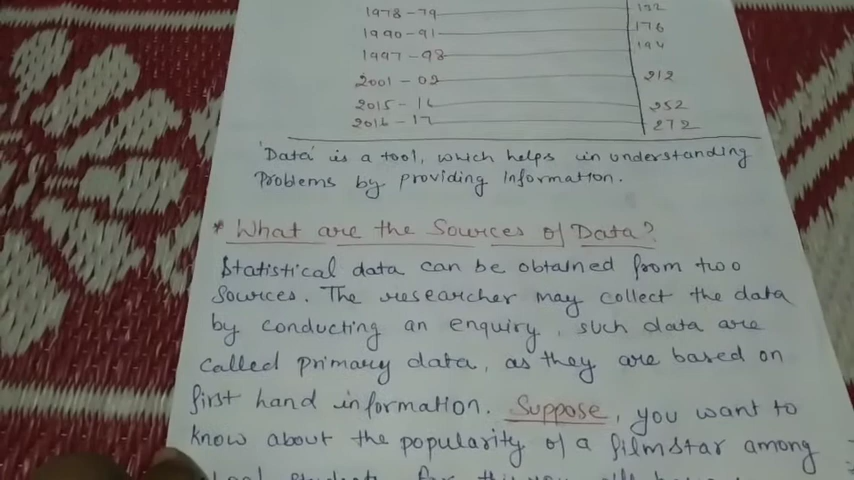 1978-79 132
1990-91 176
1997-98 194
2001-02 212
2015-16 252
2016-17 272
'Data' is a tool, which helps in understanding
Problems by providing information.
* What are the Sources of Data?
Statistical data can be obtained from two
Sources. The researcher may collect the data
by conducting an enquiry, such data are
called primary data, as they are based on
first hand information. Suppose, you want to
know about the popularity of a filmstar among
students